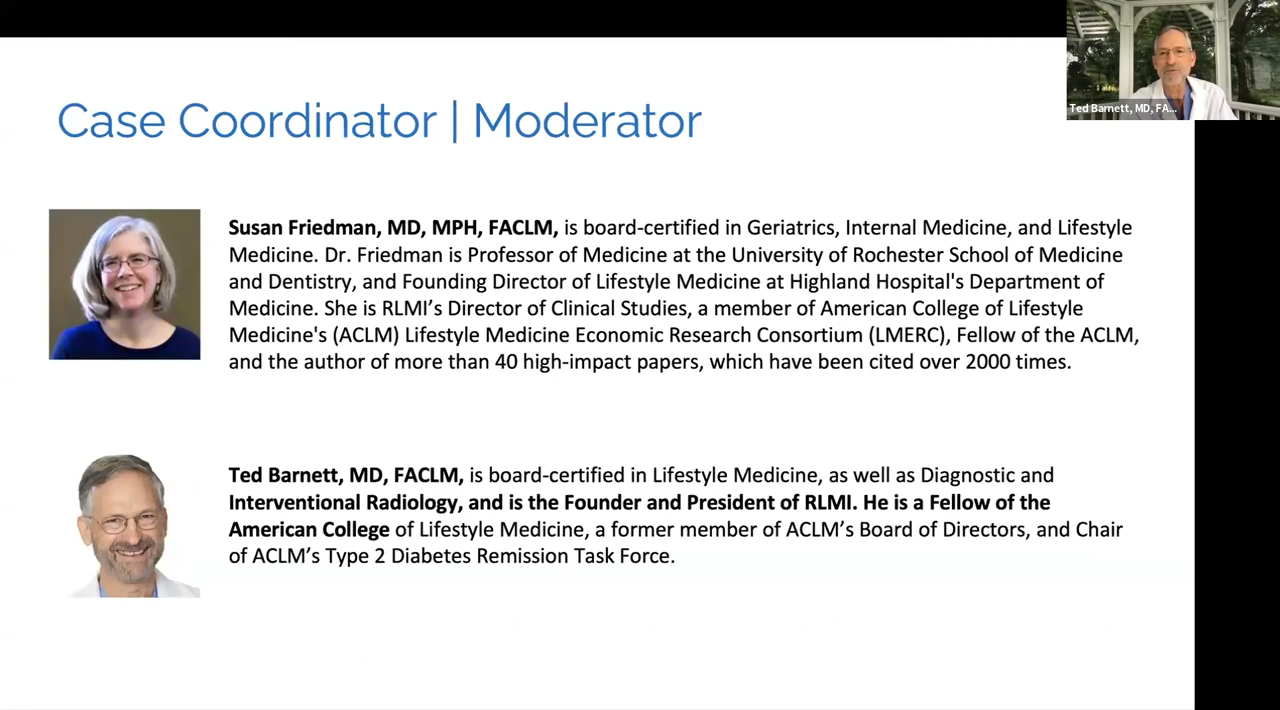 Ted Barnett, MD, FA...
Case Coordinator | Moderator
Susan Friedman, MD, MPH, FACLM, is board-certified in Geriatrics, Internal Medicine, and Lifestyle
Medicine. Dr. Friedman is Professor of Medicine at the University of Rochester School of Medicine
and Dentistry, and Founding Director of Lifestyle Medicine at Highland Hospital's Department of
Medicine. She is RLMI’s Director of Clinical Studies, a member of American College of Lifestyle
Medicine's (ACLM) Lifestyle Medicine Economic Research Consortium (LMERC), Fellow of the ACLM,
and the author of more than 40 high-impact papers, which have been cited over 2000 times.
Ted Barnett, MD, FACLM, is board-certified in Lifestyle Medicine, as well as Diagnostic and
Interventional Radiology, and is the Founder and President of RLMI. He is a Fellow of the
American College of Lifestyle Medicine, a former member of ACLM’s Board of Directors, and Chair
of ACLM’s Type 2 Diabetes Remission Task Force.